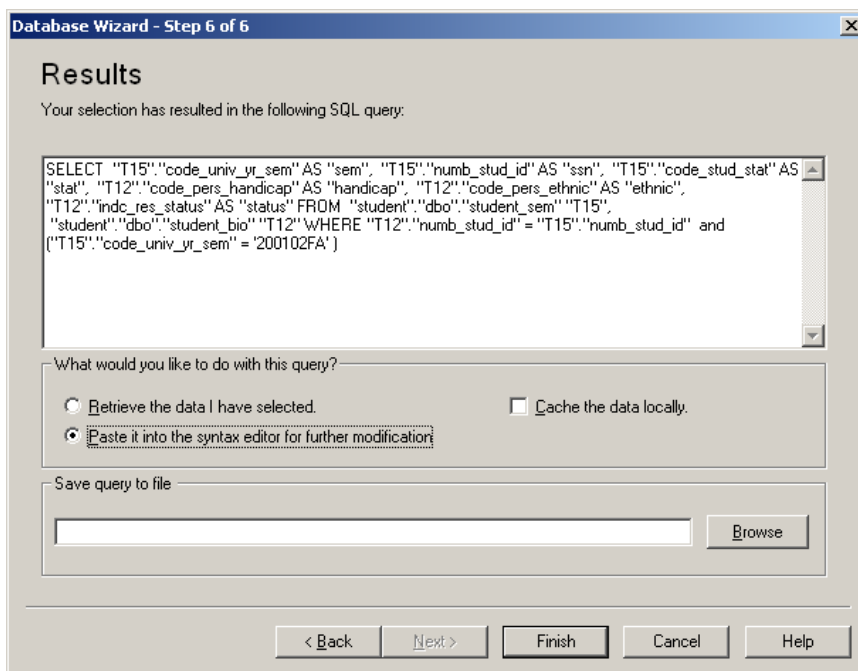 Database Wizard - Step 6 of 6
Results
Your selection has resulted in the following SQL query:
SELECT "T15"."code_univ_yr_sem" AS "sem", "T15"."numb_stud_id" AS "ssn", "T15"."code_stud_stat" AS
"stat", "T12"."code_pers_handicap" AS "handicap", "T12"."code_pers_ethnic" AS "ethnic",
"T12"."indc_res_status" AS "status" FROM "student"."dbo"."student_sem" "T15",
"student"."dbo"."student_bio" "T12" WHERE "T12"."numb_stud_id" = "T15"."numb_stud_id" and
("T15"."code_univ_yr_sem" = '200102FA' )
What would you like to do with this query?
Retrieve the data I have selected.
Cache the data locally.
Paste it into the syntax editor for further modification
Save query to file
Browse
< Back
Next >
Finish
Cancel
Help